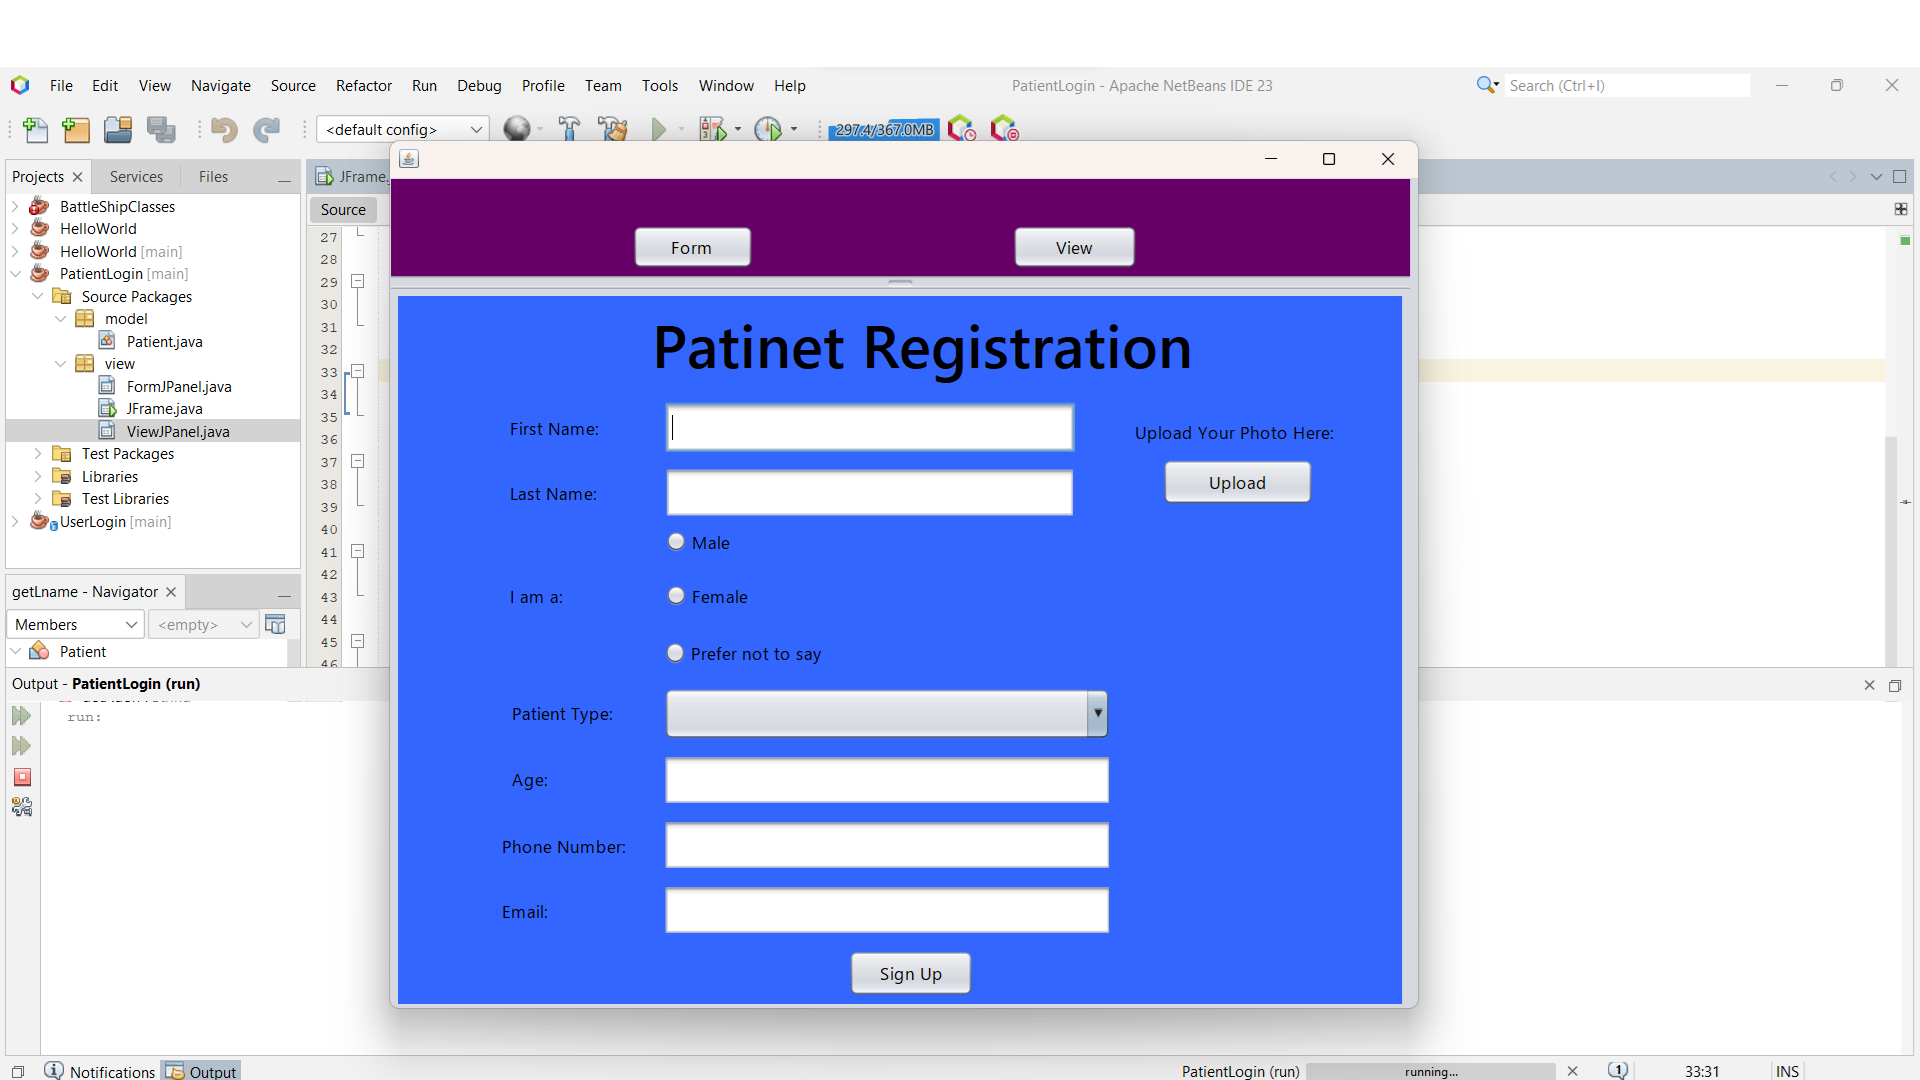 File Edit View Navigate Source Refactor Run Debug Profile Team Tools Window Help
PatientLogin - Apache NetBeans IDE 23
Search (Ctrl+I)
<default config>
297.4/367.0MB
Projects Services Files
JFrame.
Source
BattleShipClasses
HelloWorld
HelloWorld [main]
PatientLogin [main]
Source Packages
model
Patient.java
view
FormJPanel.java
JFrame.java
ViewJPanel.java
Test Packages
Libraries
Test Libraries
UserLogin [main]
27
28
29
30
31
32
33
34
35
36
37
38
39
40
41
42
43
44
45
46
getLname - Navigator
Members
<empty>
Patient
Output - PatientLogin (run)
run:
Form
View
Patinet Registration
First Name:
Upload Your Photo Here:
Last Name:
Upload
Male
I am a:
Female
Prefer not to say
Patient Type:
Age:
Phone Number:
Email:
Sign Up
Notifications Output
PatientLogin (run)
running...
1
33:31
INS